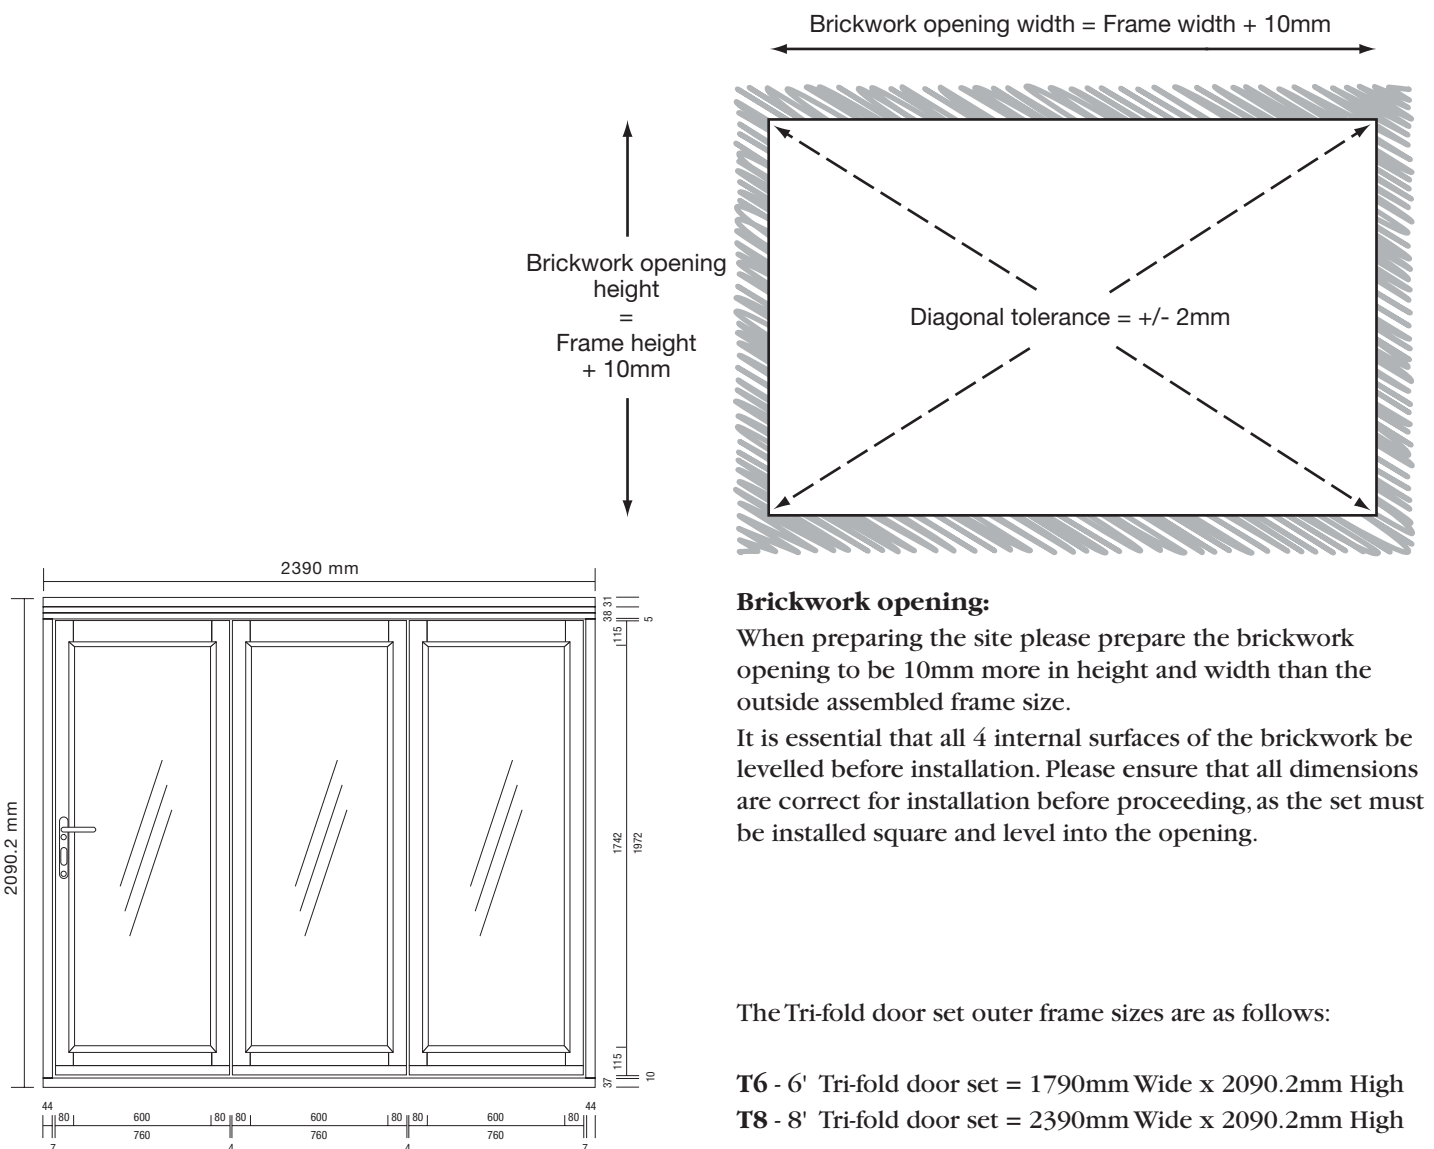 Brickwork opening width = Frame width + 10mm
Brickwork opening
height
=
Frame height
+ 10mm
Diagonal tolerance = +/- 2mm
2390 mm
2090.2 mm
31
38
5
115
1742
1972
115
10
37
44
80
600
80
80
600
80
80
600
80
44
760
760
760
7
4
4
7
Brickwork opening:
When preparing the site please prepare the brickwork
opening to be 10mm more in height and width than the
outside assembled frame size.
It is essential that all 4 internal surfaces of the brickwork be
levelled before installation. Please ensure that all dimensions
are correct for installation before proceeding, as the set must
be installed square and level into the opening.
The Tri-fold door set outer frame sizes are as follows:
T6 - 6' Tri-fold door set = 1790mm Wide x 2090.2mm High
T8 - 8' Tri-fold door set = 2390mm Wide x 2090.2mm High